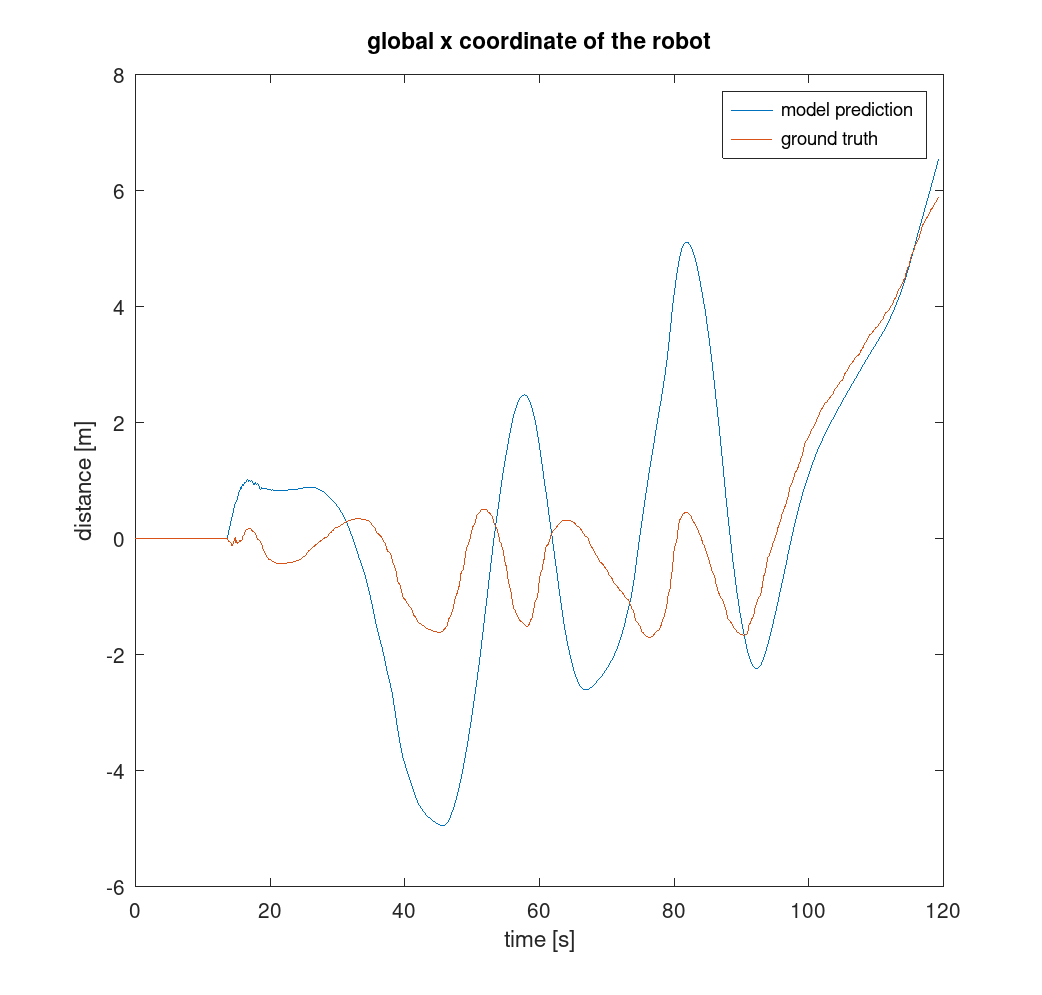 global x coordinate of the robot
model prediction
ground truth
8
6
4
2
0
-2
-4
-6
distance [m]
0 20 40 60 80 100 120
time [s]